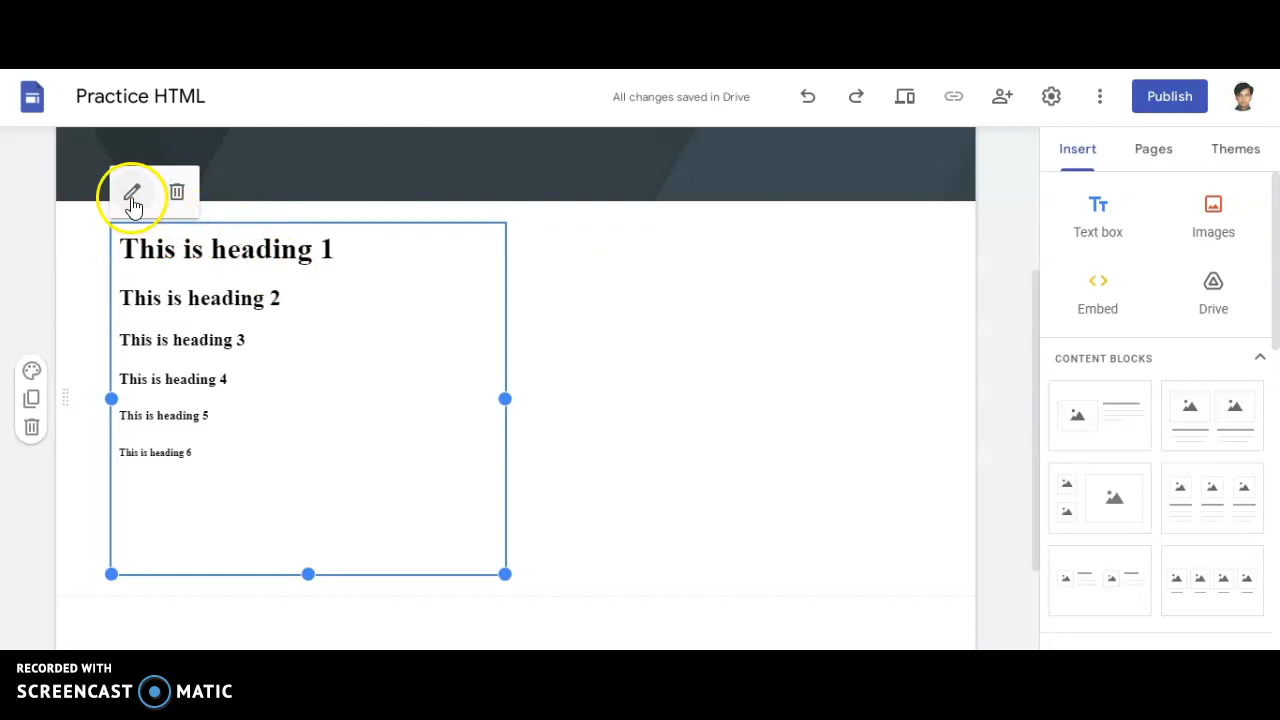 Practice HTML
All changes saved in Drive
Publish
Insert Pages Themes
Tt
Text box
Images
Embed
Drive
CONTENT BLOCKS
This is heading 1
This is heading 2
This is heading 3
This is heading 4
This is heading 5
This is heading 6
RECORDED WITH
SCREENCAST MATIC